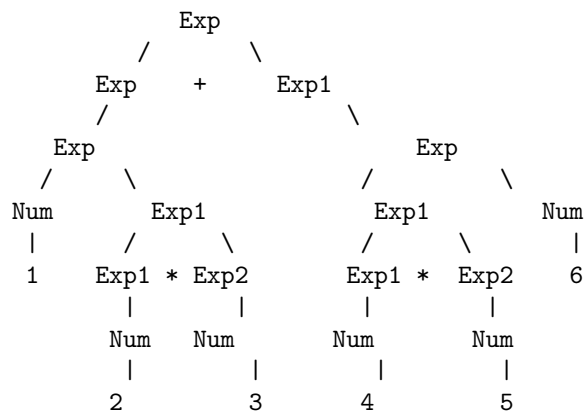 Exp
/ \
Exp + Exp1
/ \
Exp Exp
/ \ / \
Num Exp1 Exp1 Num
| / \ / \ |
1 Exp1 * Exp2 Exp1 * Exp2 6
| | | |
Num Num Num Num
| | | |
2 3 4 5